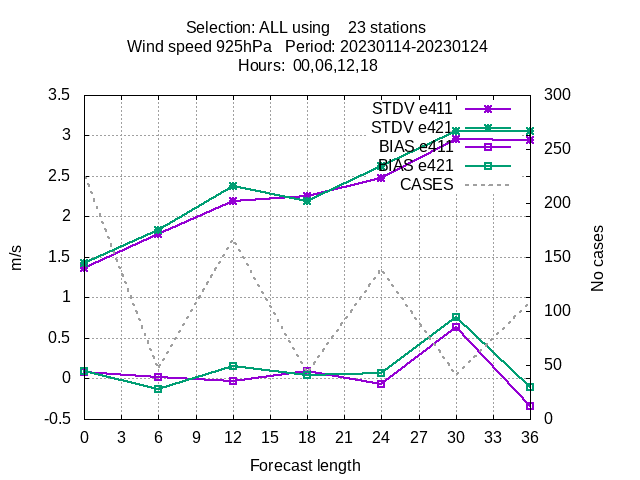 Selection: ALL using    23 stations
Wind speed 925hPa   Period: 20230114-20230124
Hours:  00,06,12,18
3.5
3
2.5
2
1.5
1
0.5
0
-0.5
m/s
STDV e411
STDV e421
BIAS e411
BIAS e421
CASES
300
250
200
150
100
50
0
No cases
0 3 6 9 12 15 18 21 24 27 30 33 36
Forecast length